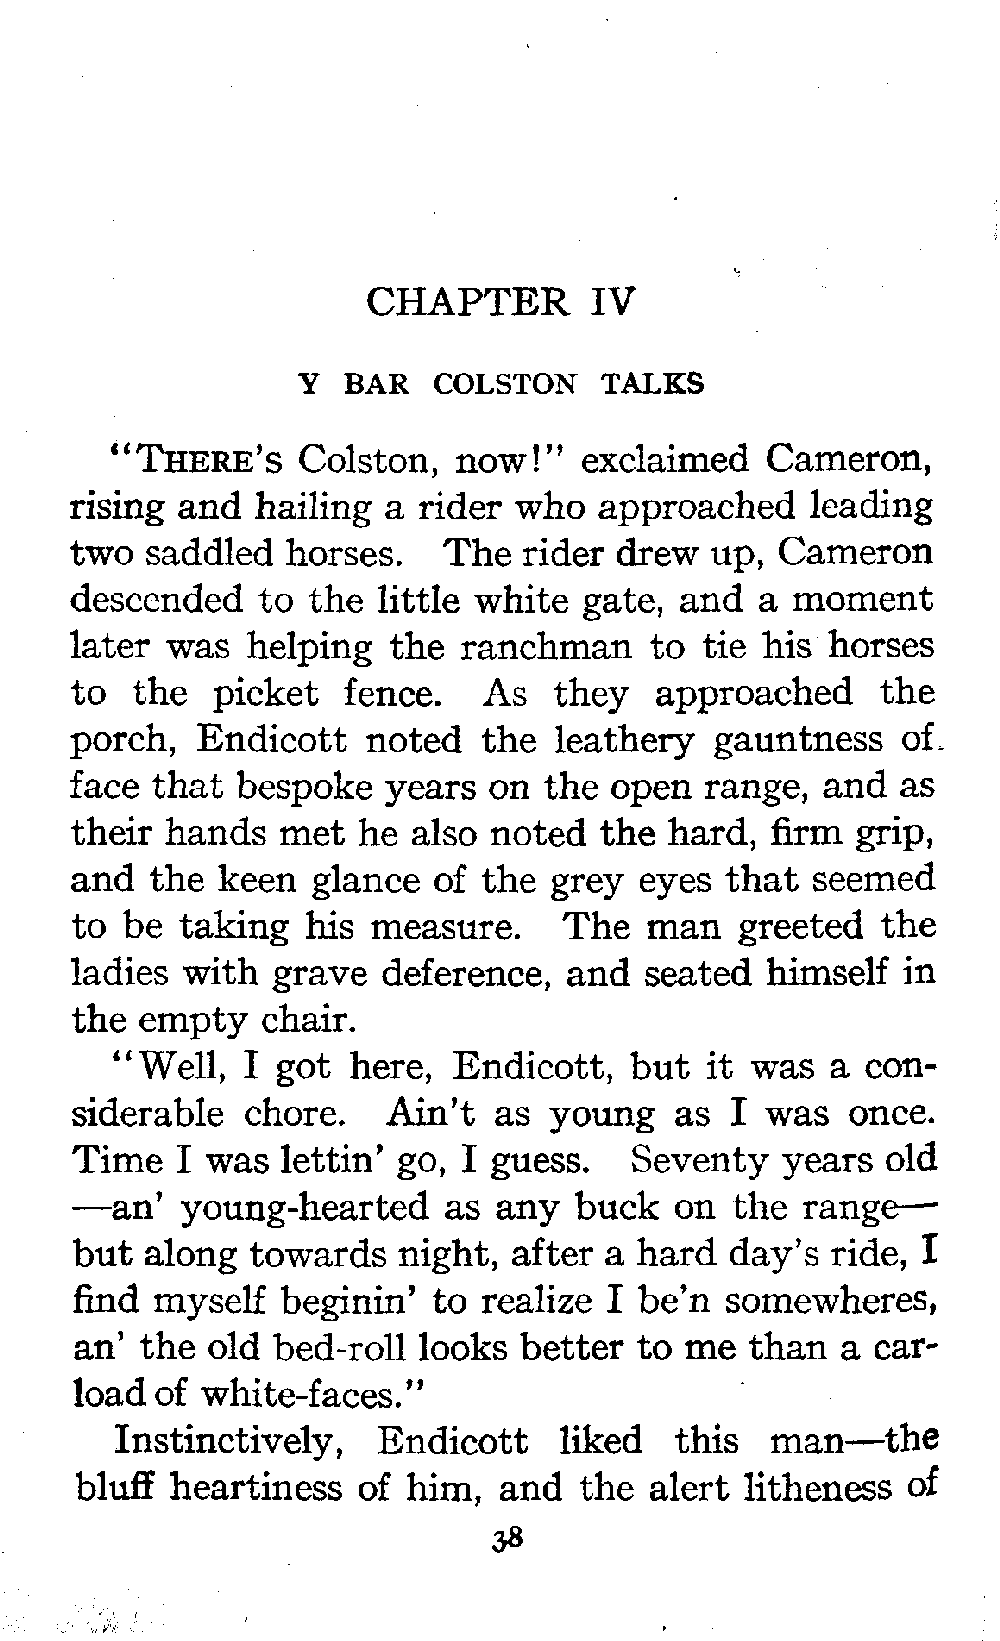 CHAPTER IV
Y BAR COLSTON TALKS
"THERE'S Colston, now!" exclaimed Cameron,
rising and hailing a rider who approached leading
two saddled horses. The rider drew up, Cameron
descended to the little white gate, and a moment
later was helping the ranchman to tie his horses
to the picket fence. As they approached the
porch, Endicott noted the leathery gauntness of
face that bespoke years on the open range, and as
their hands met he also noted the hard, firm grip,
and the keen glance of the grey eyes that seemed
to be taking his measure. The man greeted the
ladies with grave deference, and seated himself in
the empty chair.
"Well, I got here, Endicott, but it was a con-
siderable chore. Ain't as young as I was once.
Time I was lettin' go, I guess. Seventy years old
—an' young-hearted as any buck on the range—
but along towards night, after a hard day's ride, I
find myself beginin' to realize I be'n somewheres,
an' the old bed-roll looks better to me than a car-
load of white-faces."
Instinctively, Endicott liked this man—the
bluff heartiness of him, and the alert litheness of
38